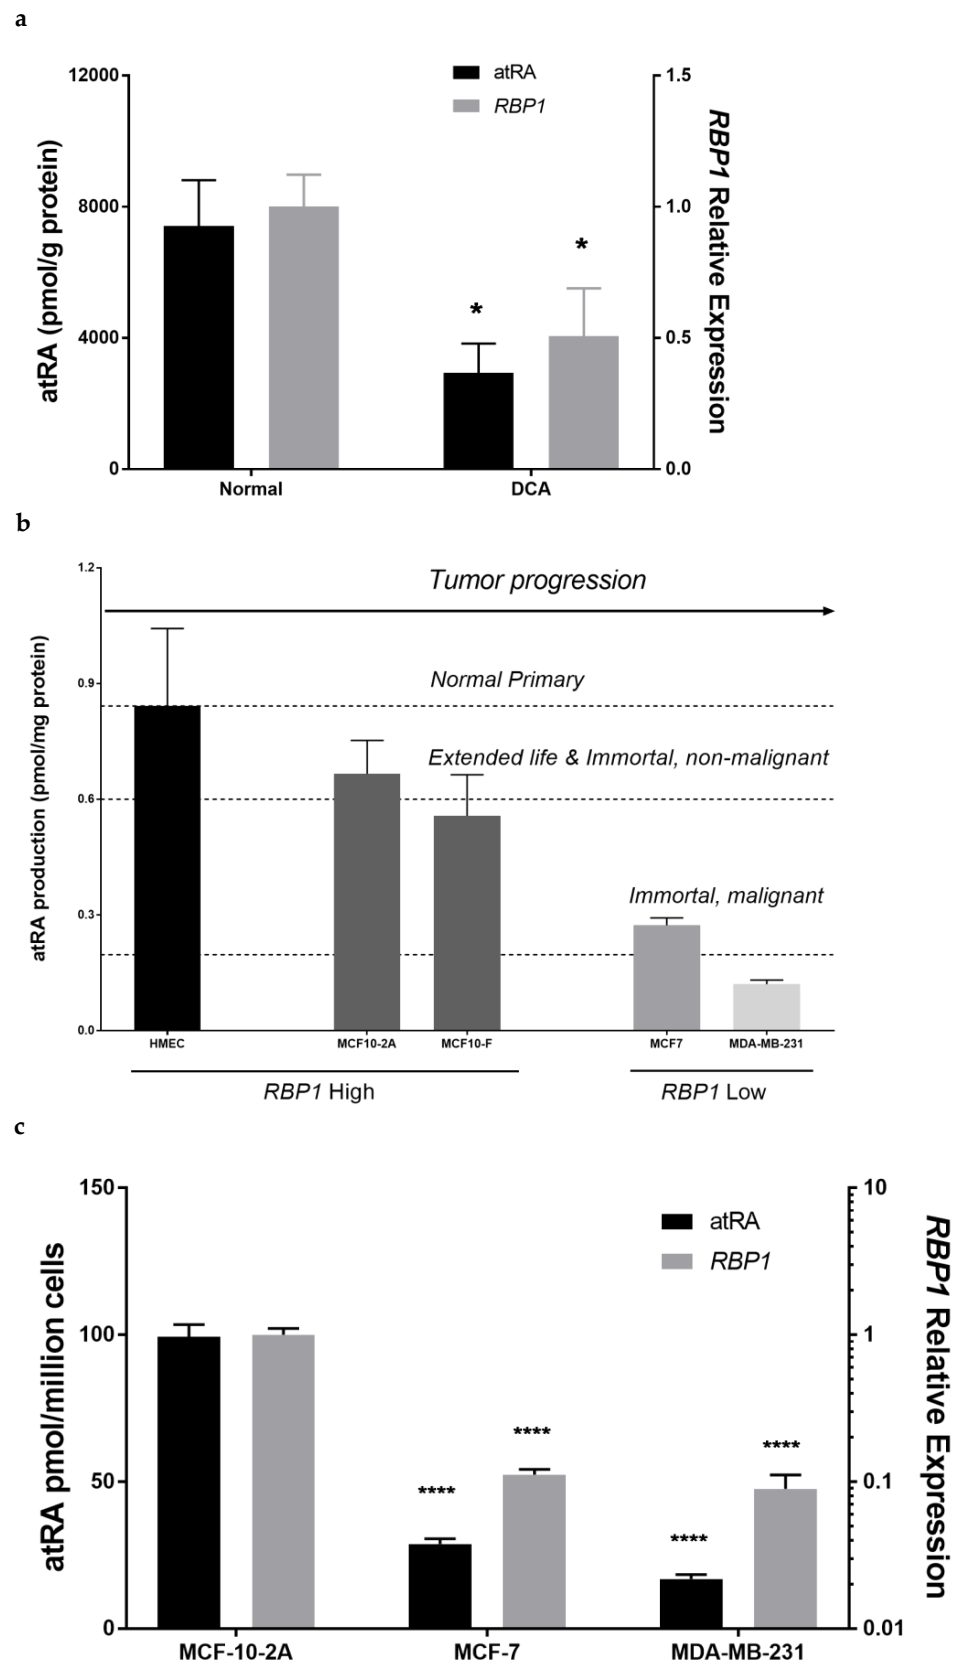 a
atRA
RBP1
12000
8000
4000
0
atRA (pmol/g protein)
1.5
1.0
0.5
0.0
RBP1 Relative Expression
*
*
Normal
DCA
b
1.2
0.9
0.6
0.3
0.0
atRA production (pmol/mg protein)
Tumor progression
Normal Primary
Extended life & Immortal, non-malignant
Immortal, malignant
HMEC
MCF10-2A
MCF10-F
MCF7
MDA-MB-231
RBP1 High
RBP1 Low
c
150
100
50
0
atRA pmol/million cells
atRA
RBP1
10
1
0.1
0.01
RBP1 Relative Expression
****
****
****
****
MCF-10-2A
MCF-7
MDA-MB-231